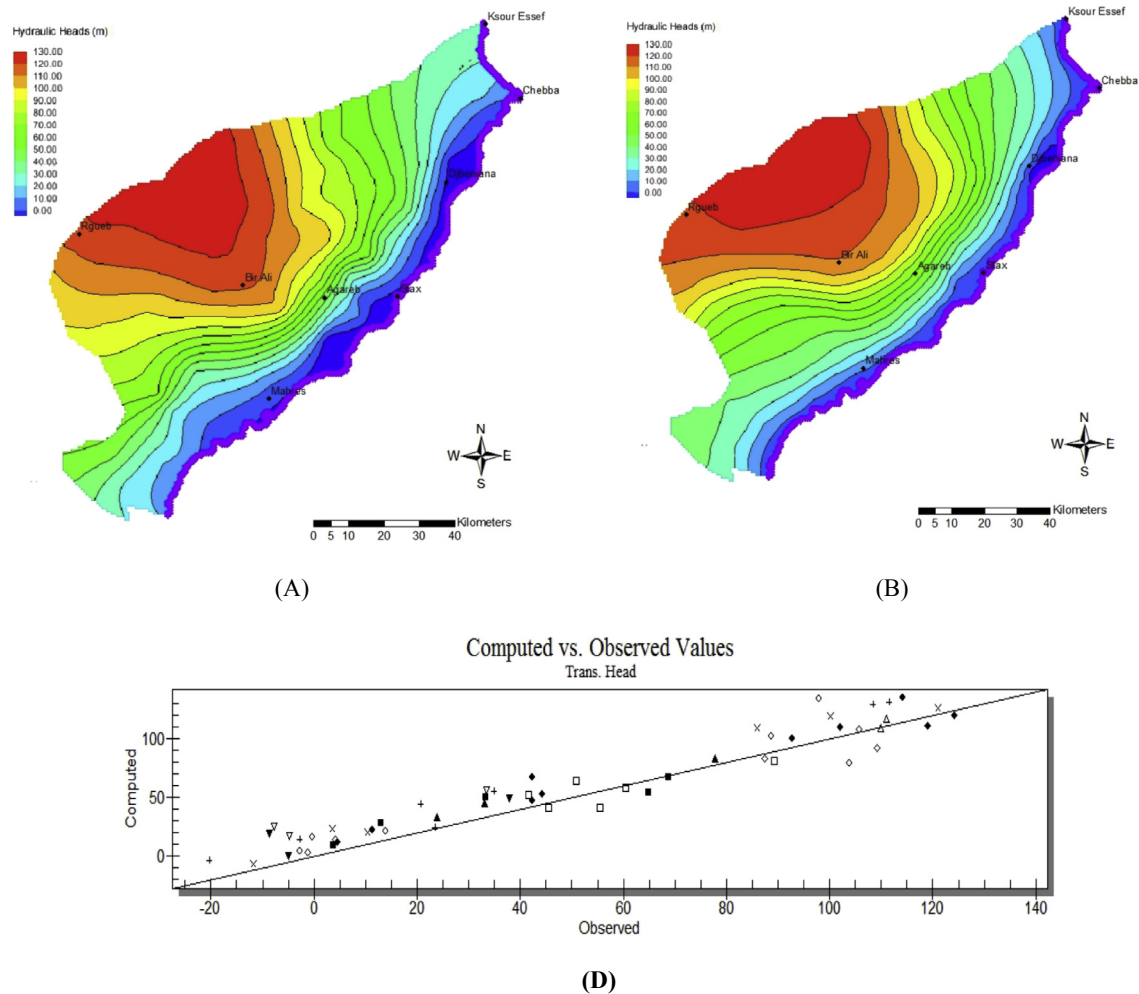 Hydraulic Heads (m)
130.00
120.00
110.00
100.00
90.00
80.00
70.00
60.00
50.00
40.00
30.00
20.00
10.00
0.00
Ksour Essef
Chebba
Rgueb
Bir Ali
Agareb
N
W E
S
Kilometers
0 5 10 20 30 40
(A)
Hydraulic Heads (m)
130.00
120.00
110.00
100.00
90.00
80.00
70.00
60.00
50.00
40.00
30.00
20.00
10.00
0.00
Ksour Essef
Chebba
Rgueb
Bir Ali
Agareb
N
W E
S
Kilometers
0 5 10 20 30 40
(B)
Computed vs. Observed Values
Trans. Head
Computed
100
50
0
-20 0 20 40 60 80 100 120 140
Observed
(D)